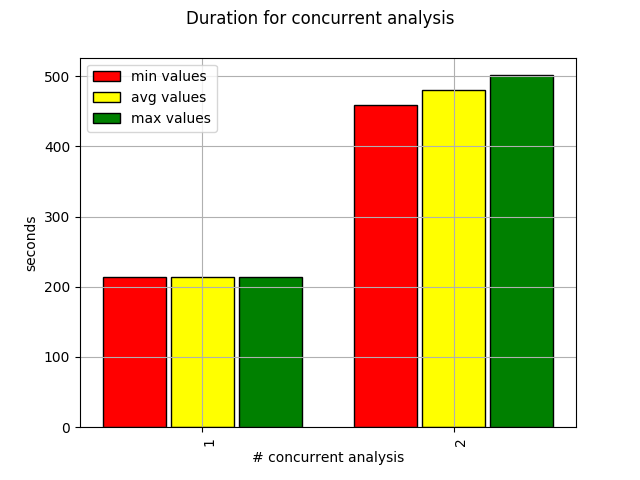 Duration for concurrent analysis
500
400
300
200
100
0
seconds
min values
avg values
max values
1
2
# concurrent analysis